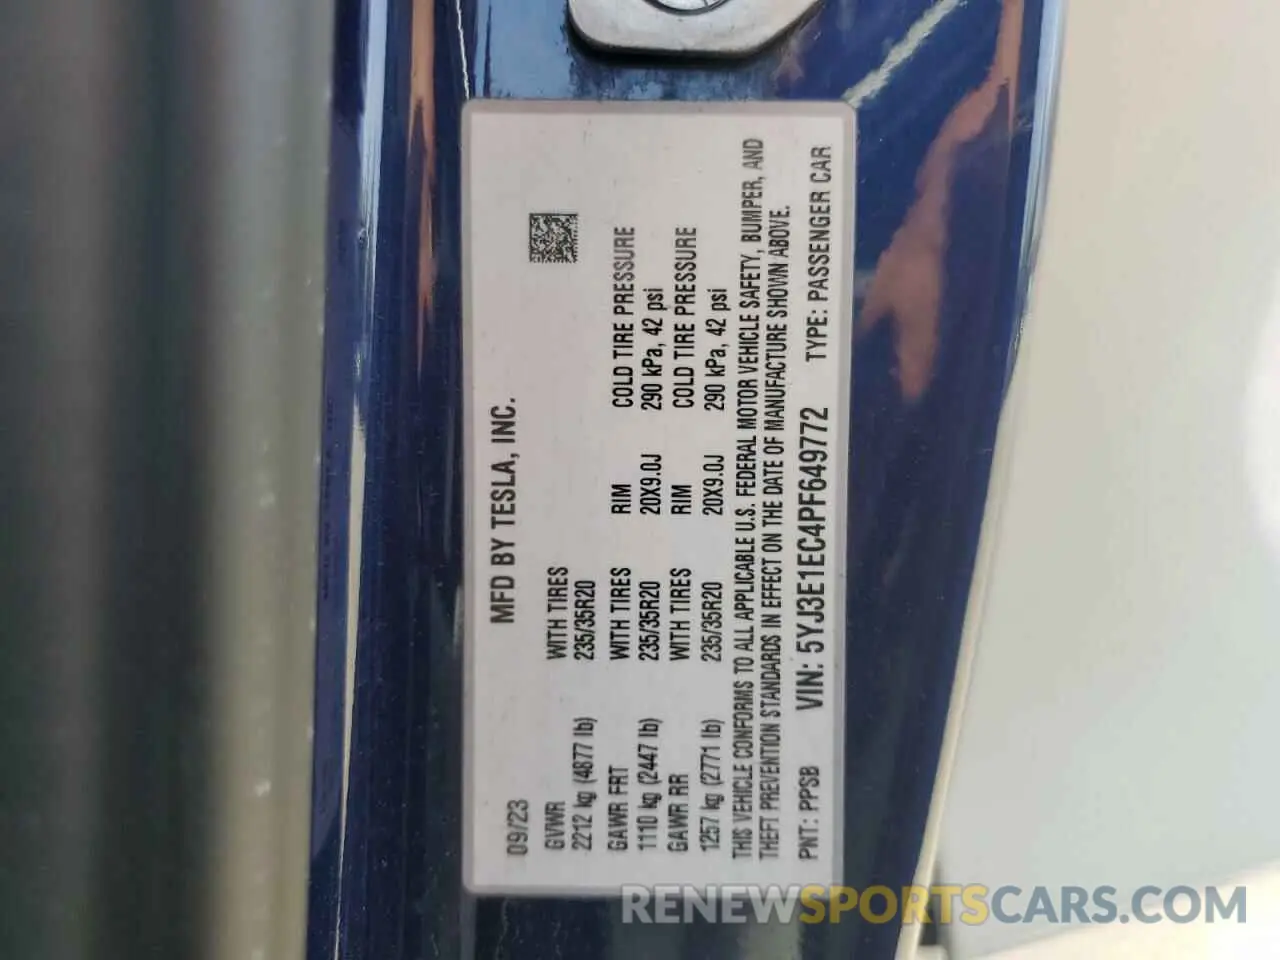 MFD BY TESLA, INC.
09/23
GVWR WITH TIRES
2212 kg (4877 lb) 235/35R20
GAWR FRT WITH TIRES RIM COLD TIRE PRESSURE
1110 kg (2447 lb) 235/35R20 20X9.0J 290 kPa, 42 psi
GAWR RR WITH TIRES RIM COLD TIRE PRESSURE
1257 kg (2771 lb) 235/35R20 20X9.0J 290 kPa, 42 psi
THIS VEHICLE CONFORMS TO ALL APPLICABLE U.S. FEDERAL MOTOR VEHICLE SAFETY, BUMPER, AND
THEFT PREVENTION STANDARDS IN EFFECT ON THE DATE OF MANUFACTURE SHOWN ABOVE.
PNT: PPSB VIN: 5YJ3E1EC4PF649772 TYPE: PASSENGER CAR
RENEWSPORTSCARS.COM